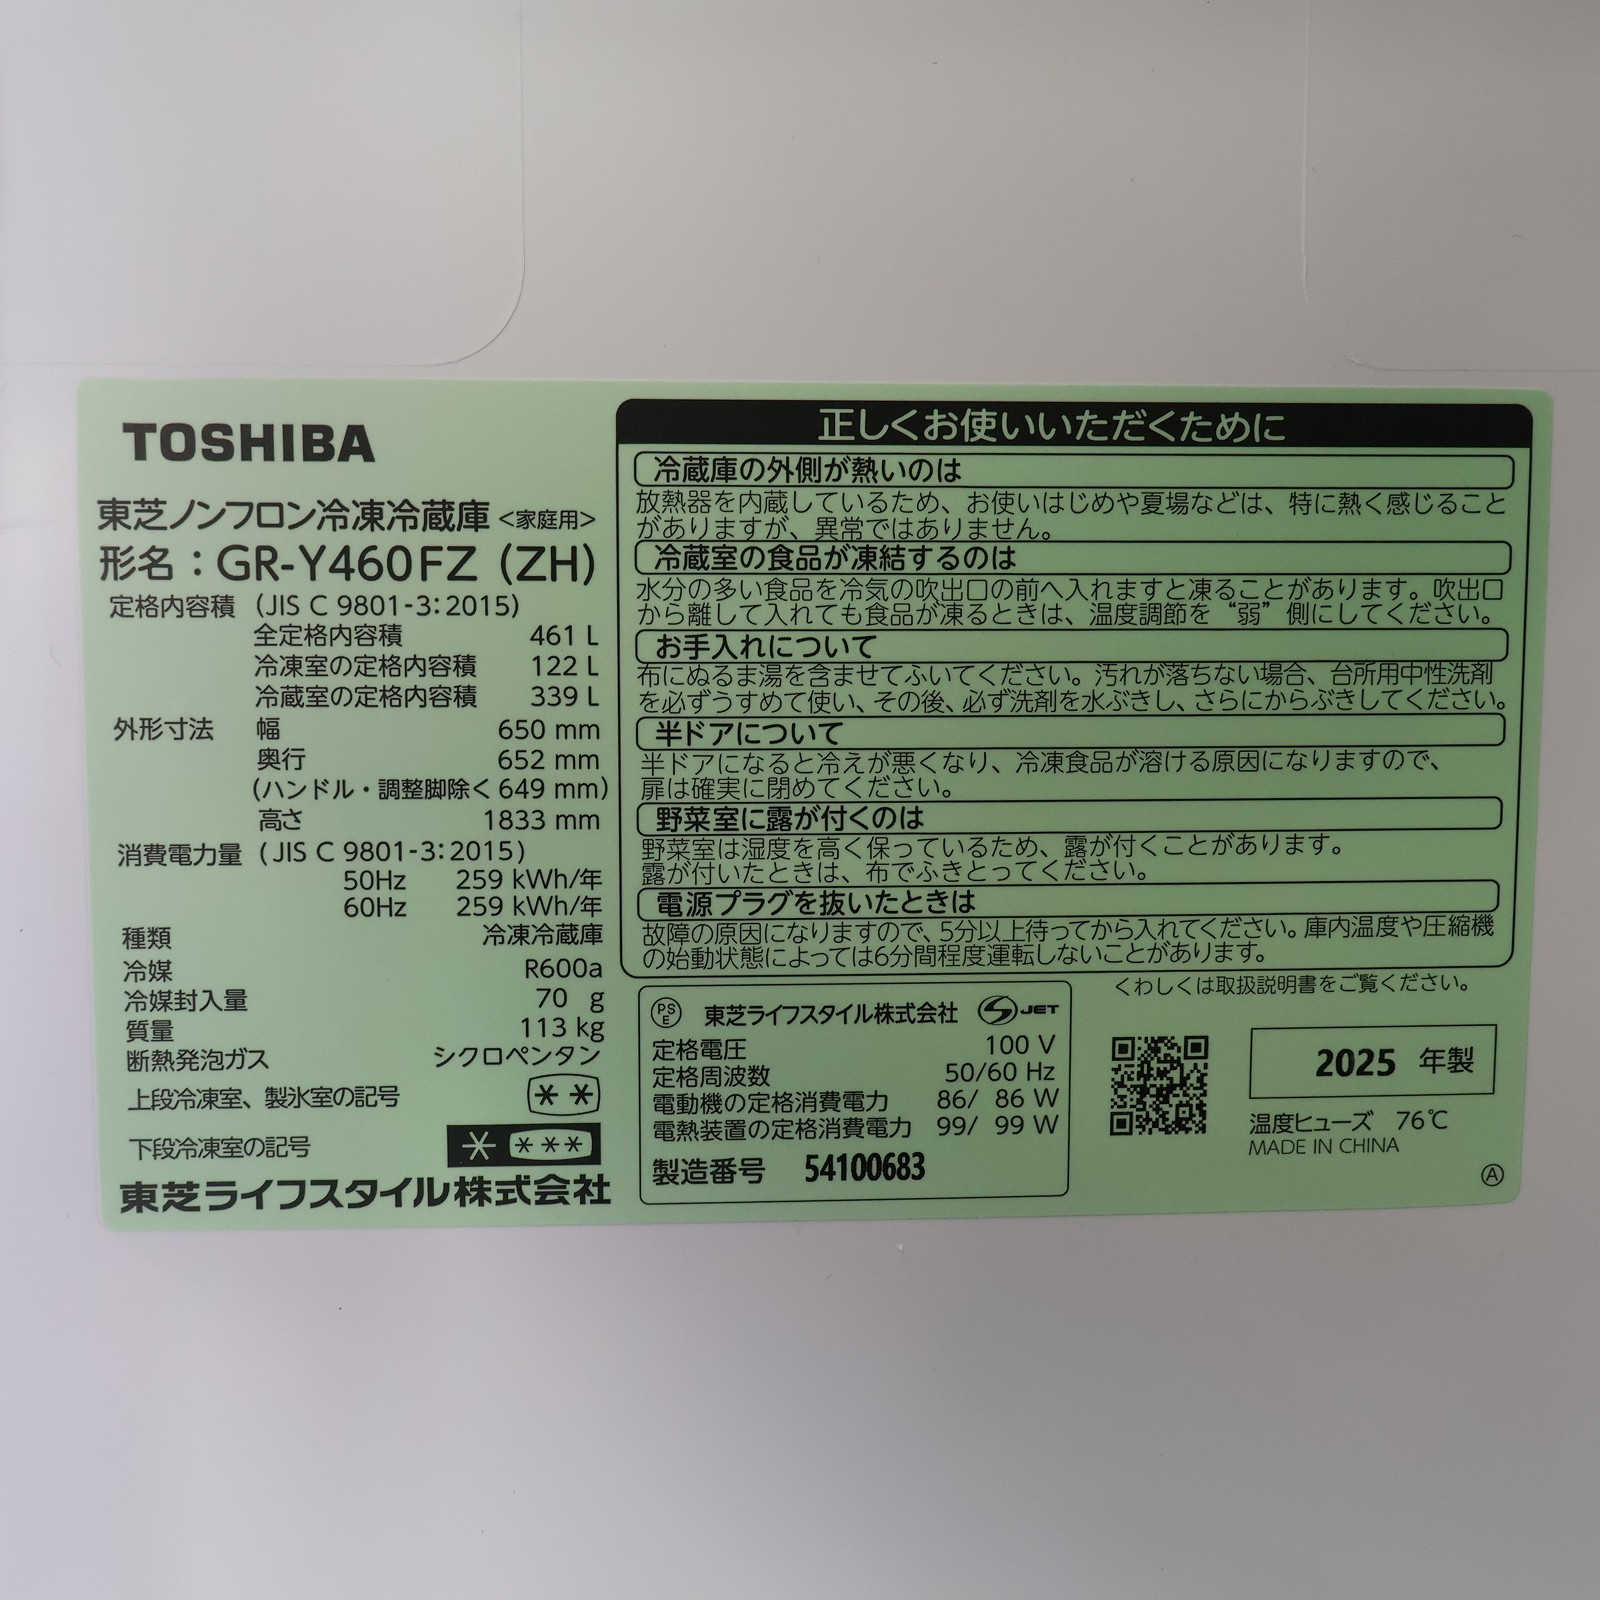 TOSHIBA
東芝ノンフロン冷凍冷蔵庫 <家庭用>
形名：GR-Y460FZ (ZH)
定格内容積 (JIS C 9801-3:2015)
全定格内容積 461 L
冷凍室の定格内容積 122 L
冷蔵室の定格内容積 339 L
外形寸法 幅 650 mm
奥行 652 mm
(ハンドル・調整脚除く 649 mm)
高さ 1833 mm
消費電力量 (JIS C 9801-3:2015)
50Hz 259 kWh/年
60Hz 259 kWh/年
種類 冷凍冷蔵庫
冷媒 R600a
冷媒封入量 70 g
質量 113 kg
断熱発泡ガス シクロペンタン
上段冷凍室、製氷室の記号 **
下段冷凍室の記号 * ***
東芝ライフスタイル株式会社
正しくお使いいただくために
冷蔵庫の外側が熱いのは
放熱器を内蔵しているため、お使いはじめや夏場などは、特に熱く感じること
がありますが、異常ではありません。
冷蔵室の食品が凍結するのは
水分の多い食品を冷気の吹出口の前へ入れますと凍ることがあります。吹出口
から離して入れても食品が凍るときは、温度調節を“弱”側にしてください。
お手入れについて
布にぬるま湯を含ませてふいてください。汚れが落ちない場合、台所用中性洗剤
を必ずうすめて使い、その後、必ず洗剤を水ぶきし、さらにからぶきしてください。
半ドアについて
半ドアになると冷えが悪くなり、冷凍食品が溶ける原因になりますので、
扉は確実に閉めてください。
野菜室に露が付くのは
野菜室は湿度を高く保っているため、露が付くことがあります。
露が付いたときは、布でふきとってください。
電源プラグを抜いたときは
故障の原因になりますので、5分以上待ってから入れてください。庫内温度や圧縮機
の始動状態によっては6分間程度運転しないことがあります。
くわしくは取扱説明書をご覧ください。
PSE 東芝ライフスタイル株式会社 JET
定格電圧 100 V
定格周波数 50/60 Hz
電動機の定格消費電力 86/ 86 W
電熱装置の定格消費電力 99/ 99 W
製造番号 54100683
2025 年製
温度ヒューズ 76℃
MADE IN CHINA
Ⓐ